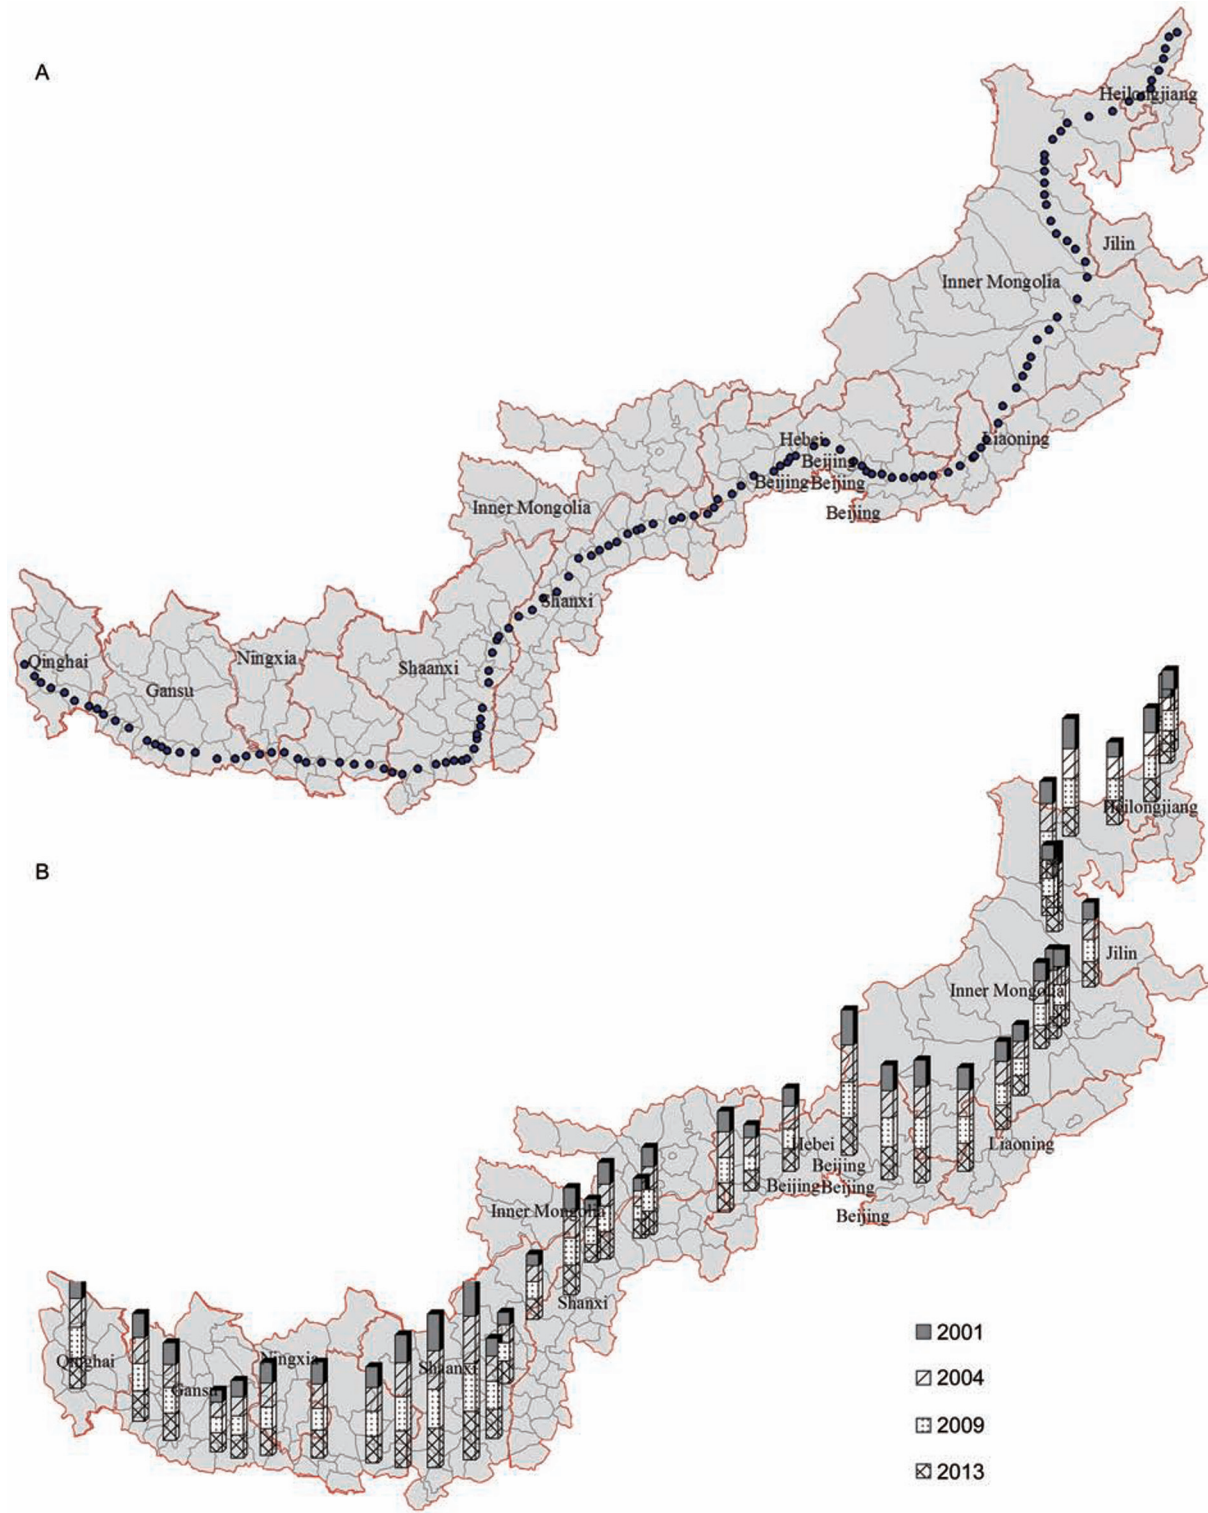 A
Heilongjiang
Jilin
Inner Mongolia
Liaoning
Hebei
Beijing
Beijing Beijing
Inner Mongolia
Beijing
Shanxi
Qinghai
Ningxia
Shaanxi
Gansu
Heilongjiang
B
Jilin
Inner Mongolia
Hebei
Liaoning
Beijing
Beijing Beijing
Inner Mongolia
Beijing
Shanxi
2001
Qinghai
Ningxia
Shaanxi
2004
Gansu
2009
2013